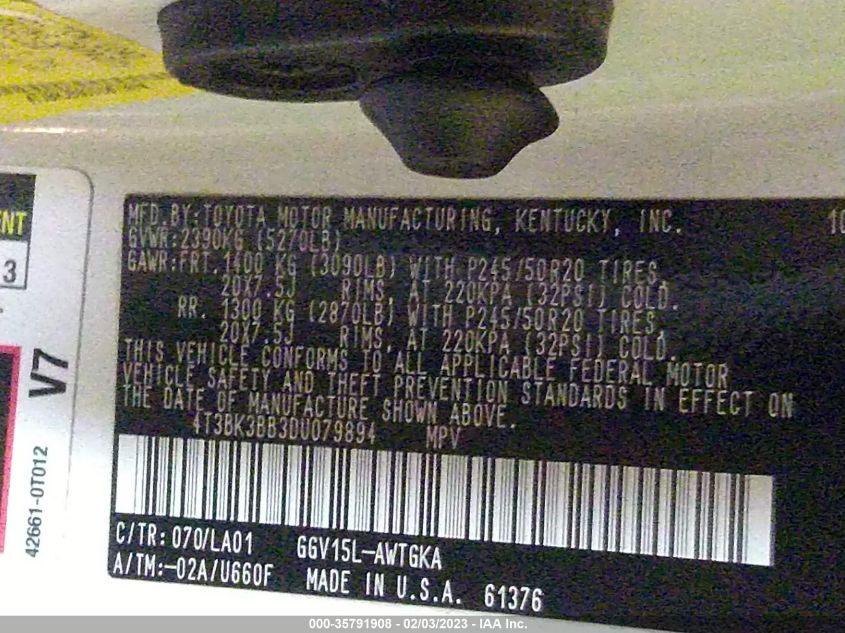 MFD.BY:TOYOTA MOTOR MANUFACTURING, KENTUCKY, INC. 10
GVWR:2390KG (5270LB)
GAWR:FRT.1400 KG (3090LB) WITH P245/50R20 TIRES,
20X7.5J RIMS, AT 220KPA (32PSI) COLD.
RR. 1300 KG (2870LB) WITH P245/50R20 TIRES,
20X7.5J RIMS, AT 220KPA (32PSI) COLD.
THIS VEHICLE CONFORMS TO ALL APPLICABLE FEDERAL MOTOR
VEHICLE SAFETY AND THEFT PREVENTION STANDARDS IN EFFECT ON
THE DATE OF MANUFACTURE SHOWN ABOVE.
4T3BK3BB3DU079894 MPV
C/TR: 070/LA01 GGV15L-AWTGKA
A/TM:-02A/U660F MADE IN U.S.A. 61376
ENT
3
V7
42661-0T012
000-35791908 - 02/03/2023 - IAA Inc.